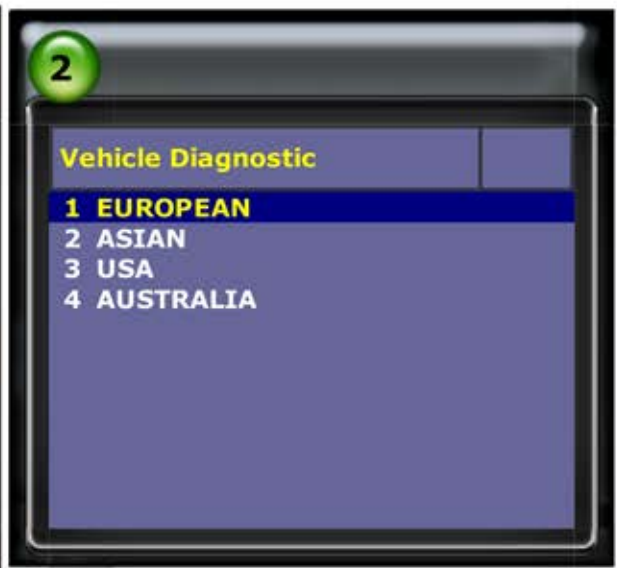 2
Vehicle Diagnostic
1 EUROPEAN
2 ASIAN
3 USA
4 AUSTRALIA